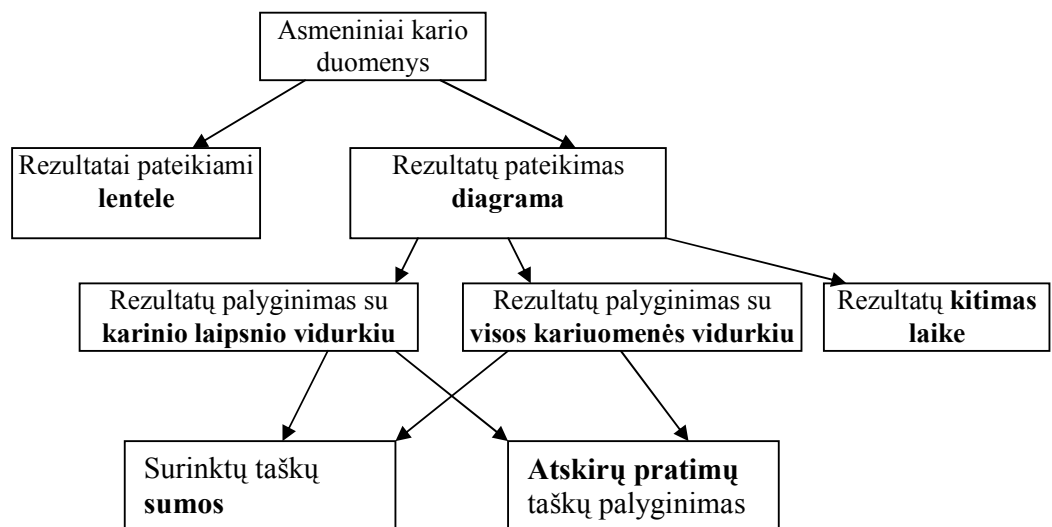 Asmeniniai kario
duomenys
Rezultatai pateikiami
lentele
Rezultatų pateikimas
diagrama
Rezultatų palyginimas su
karinio laipsnio vidurkiu
Rezultatų palyginimas su
visos kariuomenės vidurkiu
Rezultatų kitimas
laike
Surinktų taškų
sumos
Atskirų pratimų
taškų palyginimas